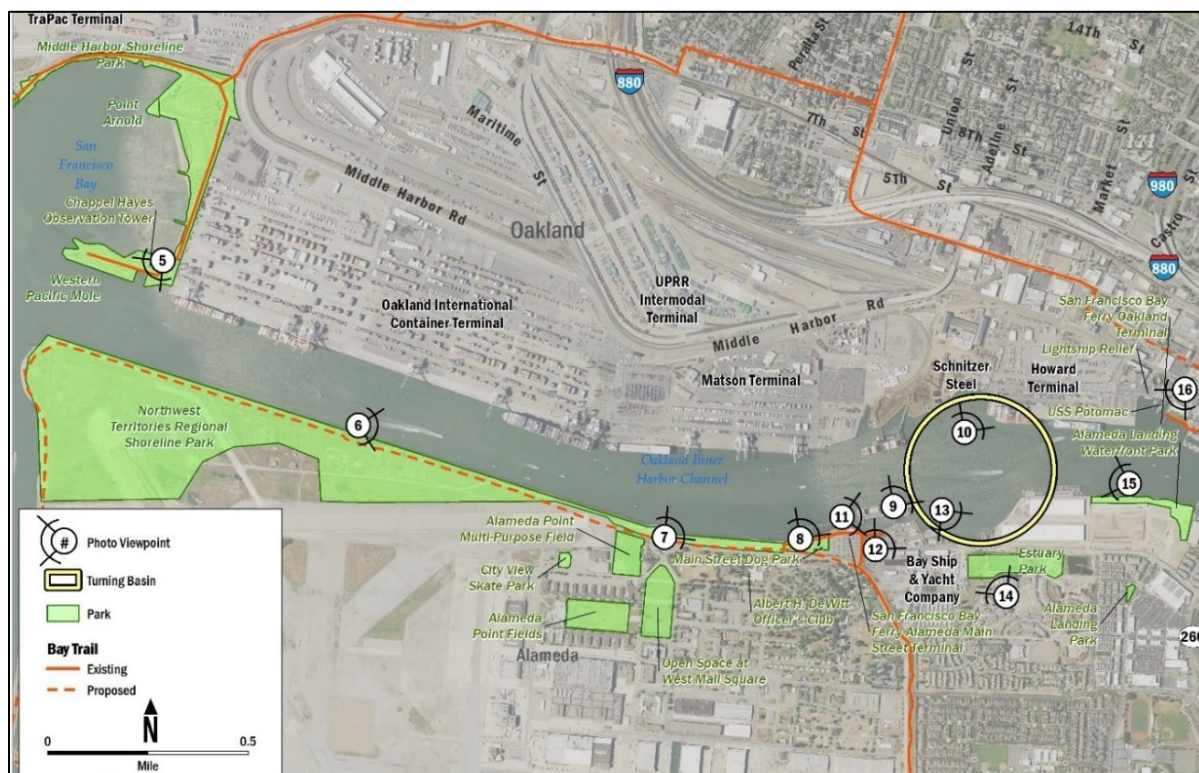 TraPac Terminal
Middle Harbor Shoreline
Park
Point
Arnold
San
Francisco
Bay
Chappel Hayes
Observation Tower
5
Western
Pacific Mole
Maritime
St
Middle Harbor Rd
Oakland
Oakland International
Container Terminal
UPRR
Intermodal
Terminal
Middle Harbor Rd
Matson Terminal
880
Peralta St
14Th St
7Th St
Union St
8Th St
Adeline St
5Th St
Market St
980
Castro St
880
San Francisco Bay
Ferry Oakland
Terminal
Lightship Relief
Schnitzer
Steel
Howard
Terminal
USS Potomac
16
10
Alameda Landing
Waterfront Park
15
Northwest
Territories Regional
Shoreline Park
6
Oakland Inner
Harbor Channel
9
13
11
12
7
8
Alameda Point
Multi-Purpose Field
Main Street Dog Park
City View
Skate Park
Bay Ship
& Yacht
Company
Estuary
Park
14
Alameda
Point Fields
Albert H. DeWitt
Officer's Club
San Francisco Bay
Ferry Alameda Main
Street Terminal
Alameda
Landing
Park
260
Alameda
Open Space at
West Mall Square
# Photo Viewpoint
Turning Basin
Park
Bay Trail
Existing
Proposed
N
0 0.5
Mile